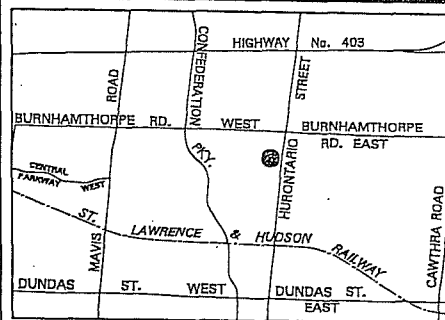 HIGHWAY No. 403
CONFEDERATION
PKY.
STREET
HURONTARIO
ROAD
MAVIS
BURNHAMTHORPE RD. WEST
BURNHAMTHORPE
RD. EAST
CENTRAL
PARKWAY WEST
ST. LAWRENCE & HUDSON RAILWAY
CAWTHRA ROAD
DUNDAS ST. WEST
DUNDAS ST.
EAST